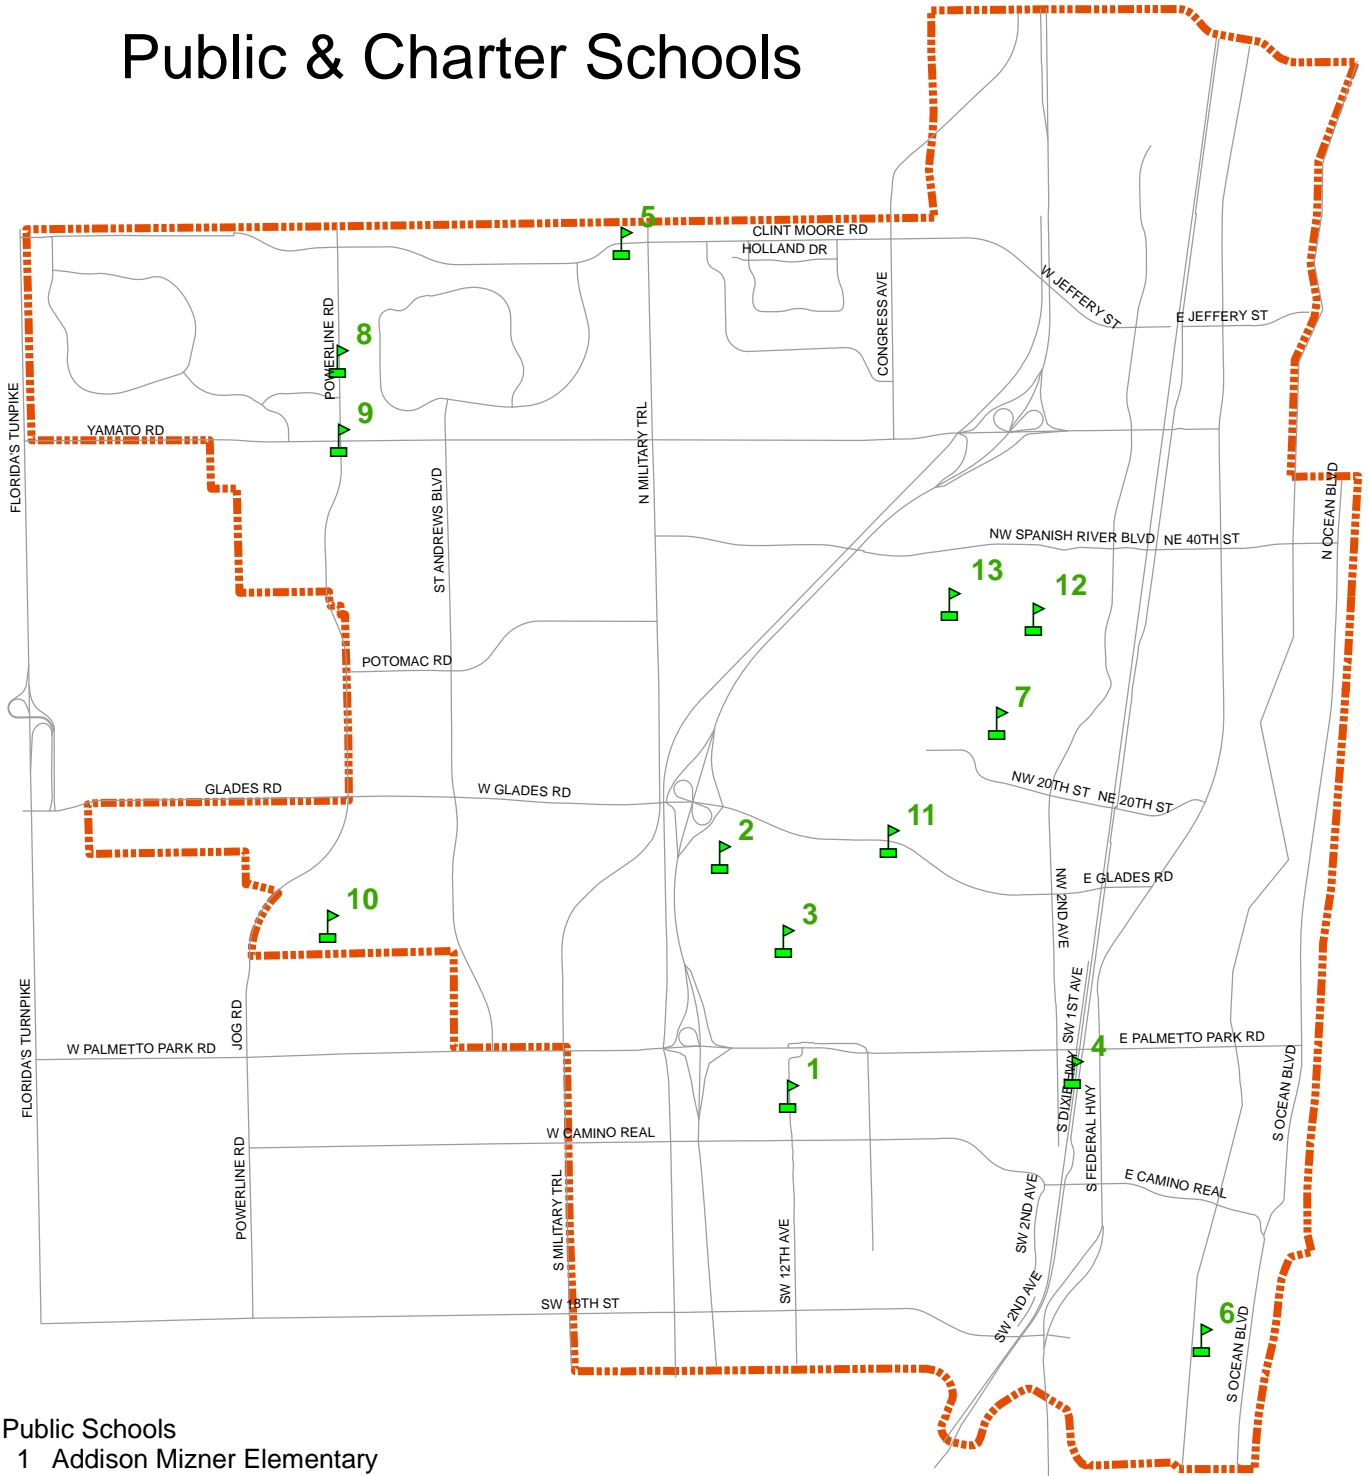 Public & Charter Schools
5
CLINT MOORE RD
HOLLAND DR
W JEFFERY ST
E JEFFERY ST
CONGRESS AVE
POWERLINE RD
8
9
FLORIDA'S TUNPIKE
YAMATO RD
N MILITARY TRL
ST ANDREWS BLVD
N OCEAN BLVD
NW SPANISH RIVER BLVD
NE 40TH ST
13
12
POTOMAC RD
7
GLADES RD
W GLADES RD
NW 20TH ST
NE 20TH ST
2
11
E GLADES RD
NW 2ND AVE
10
3
FLORIDA'S TURNPIKE
JOG RD
SW 1ST AVE
W PALMETTO PARK RD
E PALMETTO PARK RD
4
1
S DIXIE HWY
S FEDERAL HWY
S OCEAN BLVD
W CAMINO REAL
E CAMINO REAL
POWERLINE RD
S MILITARY TRL
SW 12TH AVE
SW 2ND AVE
SW 2ND AVE
SW 18TH ST
6
S OCEAN BLVD
Public Schools
1 Addison Mizner Elementary